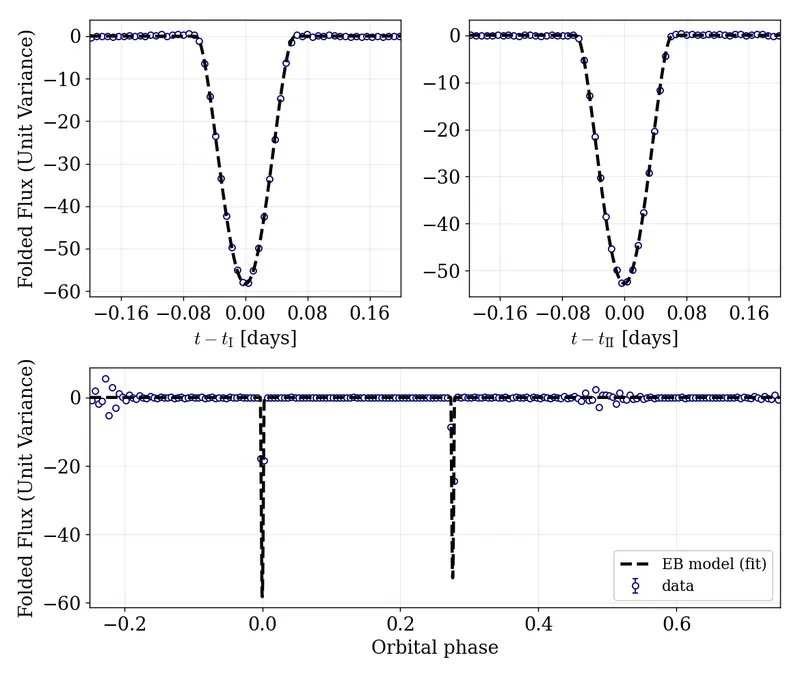 Folded Flux (Unit Variance)
0
−10
−20
−30
−40
−50
−60
−0.16 −0.08 0.00 0.08 0.16
t − tI [days]
0
−10
−20
−30
−40
−50
−0.16 −0.08 0.00 0.08 0.16
t − tII [days]
Folded Flux (Unit Variance)
0
−20
−40
−60
EB model (fit)
data
−0.2 0.0 0.2 0.4 0.6
Orbital phase